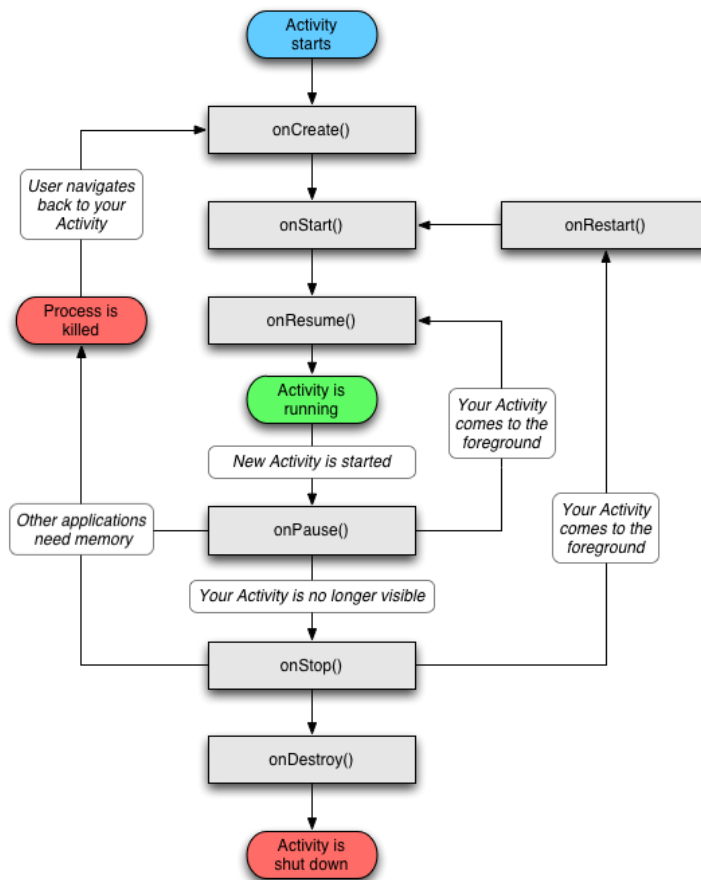 Activity
starts
onCreate()
User navigates
back to your
Activity
onStart()
onRestart()
Process is
killed
onResume()
Activity is
running
Your Activity
comes to the
foreground
New Activity is started
Other applications
need memory
onPause()
Your Activity
comes to the
foreground
Your Activity is no longer visible
onStop()
onDestroy()
Activity is
shut down